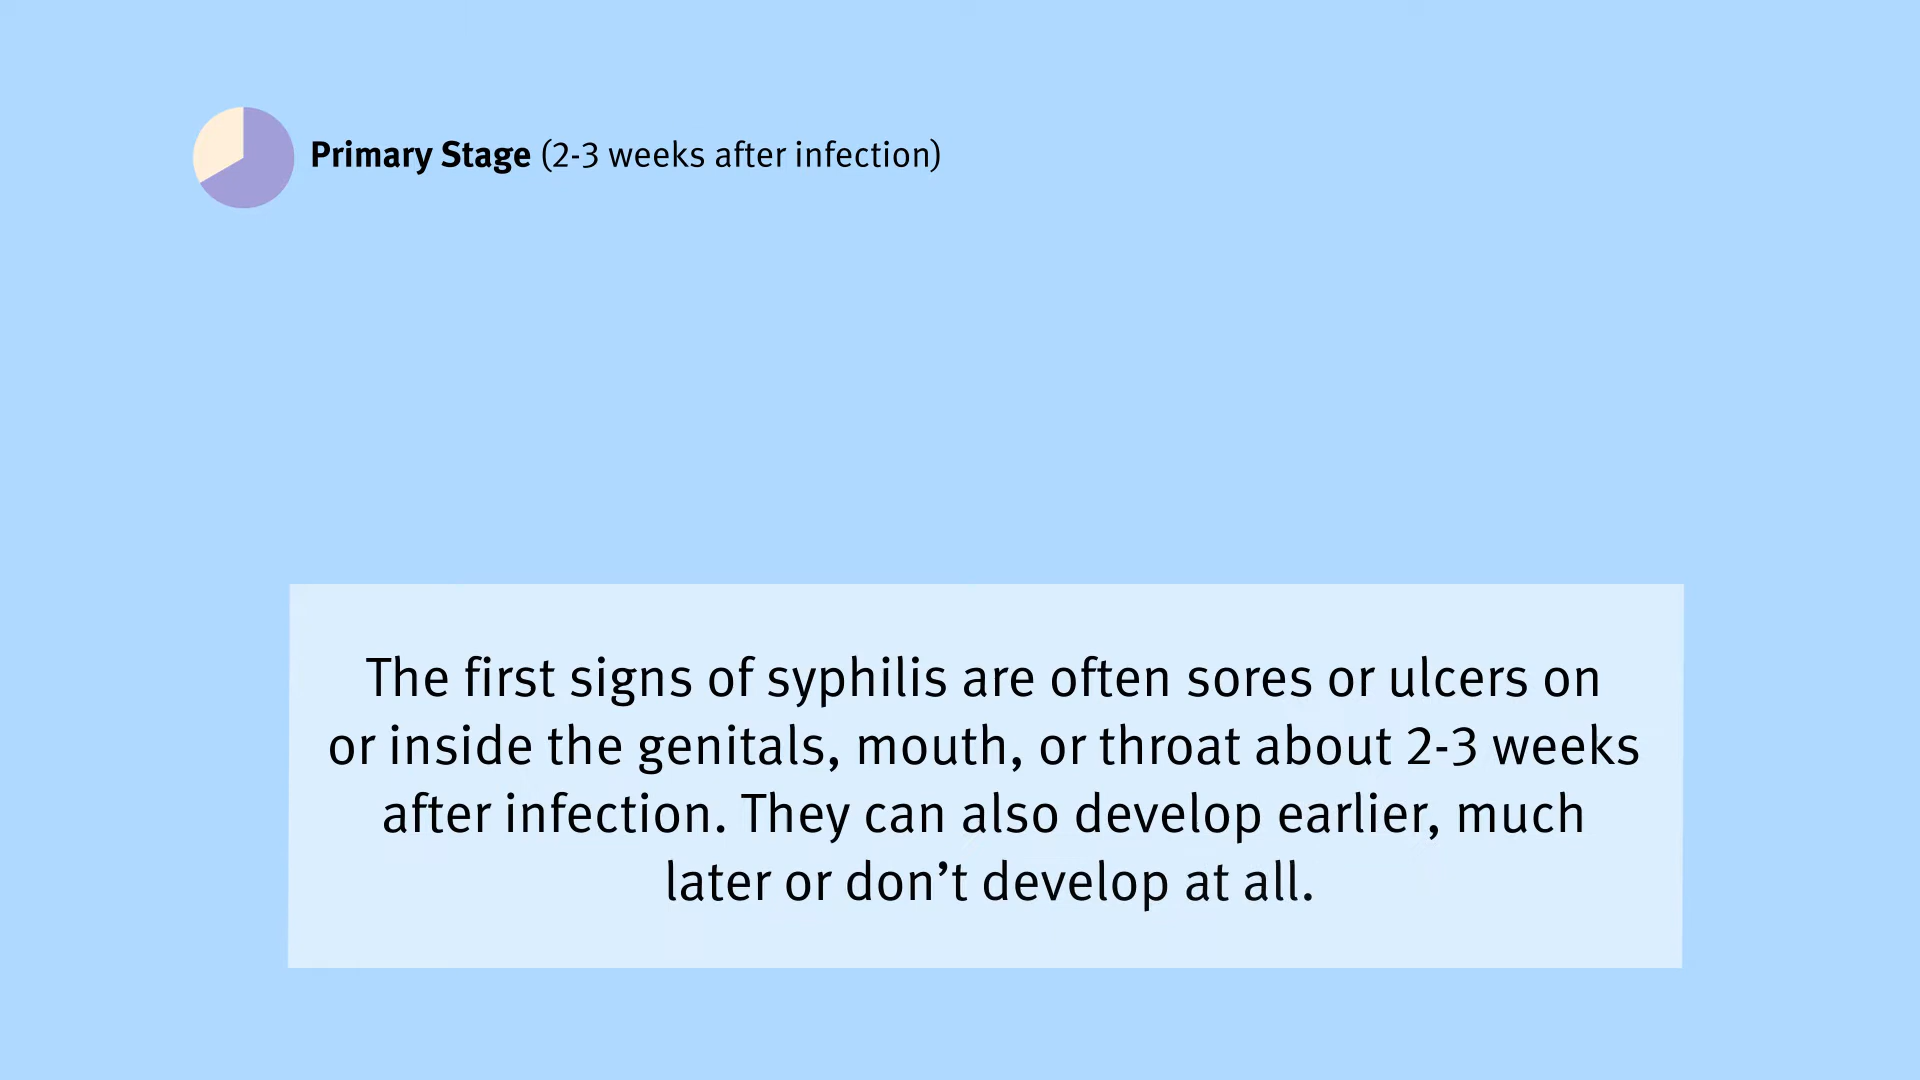 Primary Stage (2-3 weeks after infection)
The first signs of syphilis are often sores or ulcers on
or inside the genitals, mouth, or throat about 2-3 weeks
after infection. They can also develop earlier, much
later or don’t develop at all.